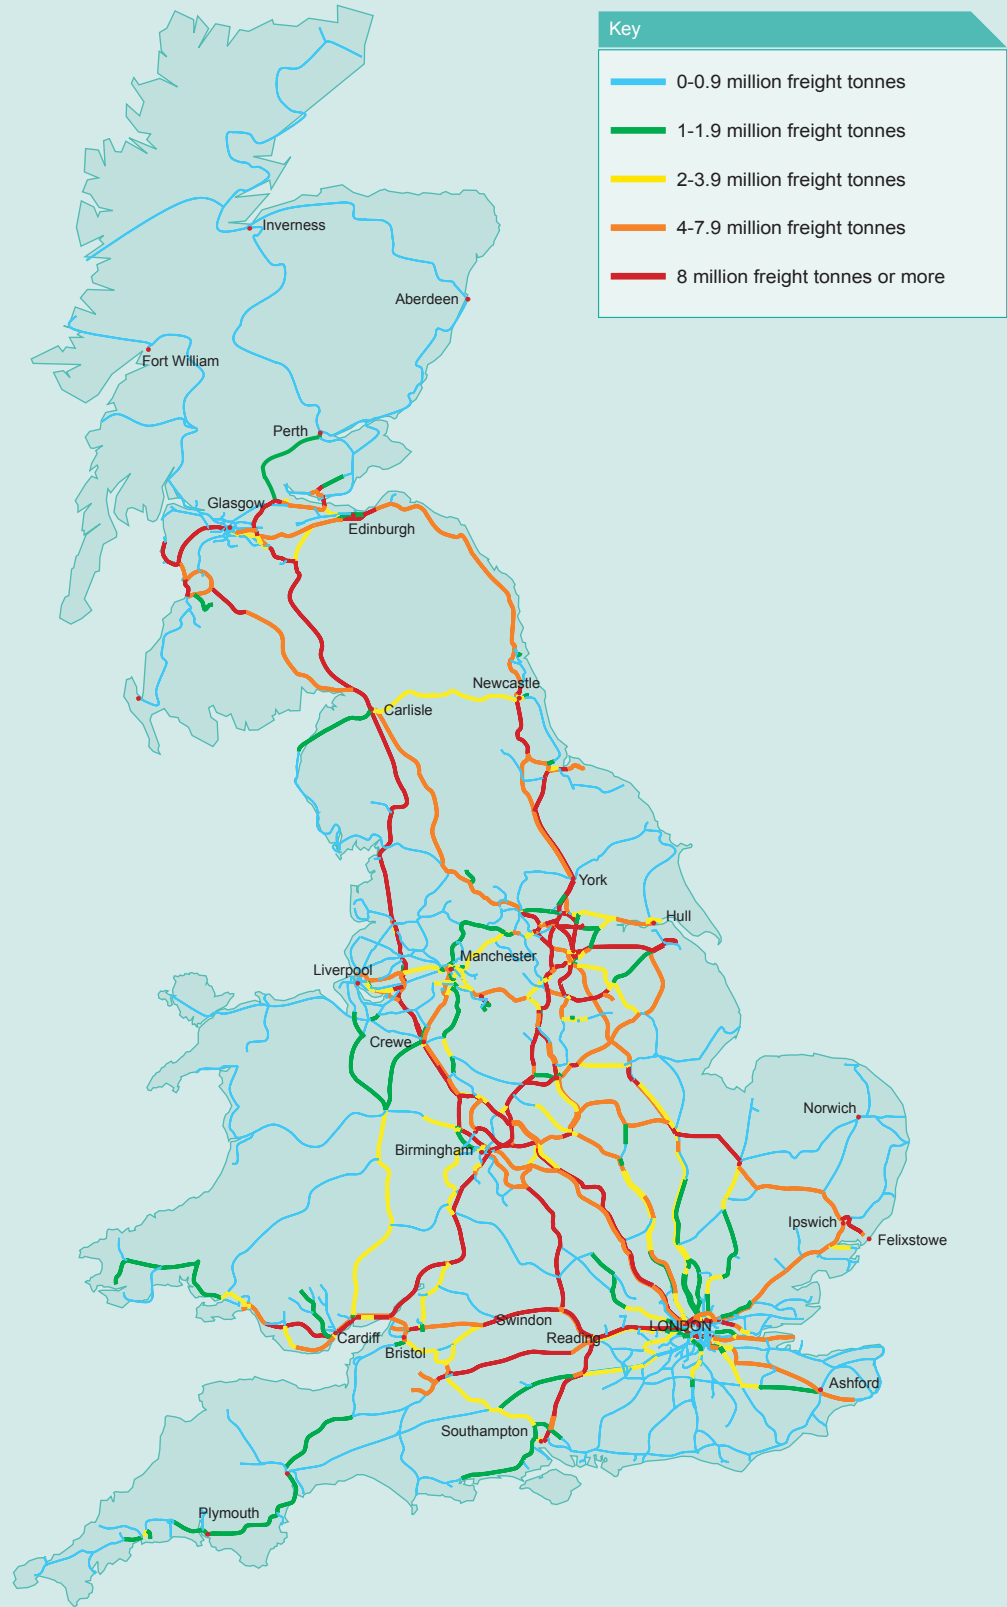 Key
0-0.9 million freight tonnes
1-1.9 million freight tonnes
2-3.9 million freight tonnes
4-7.9 million freight tonnes
8 million freight tonnes or more
Inverness
Aberdeen
Fort William
Perth
Glasgow
Edinburgh
Newcastle
Carlisle
York
Hull
Manchester
Liverpool
Crewe
Norwich
Birmingham
Ipswich
Felixstowe
Swindon
LONDON
Cardiff
Reading
Bristol
Ashford
Southampton
Plymouth